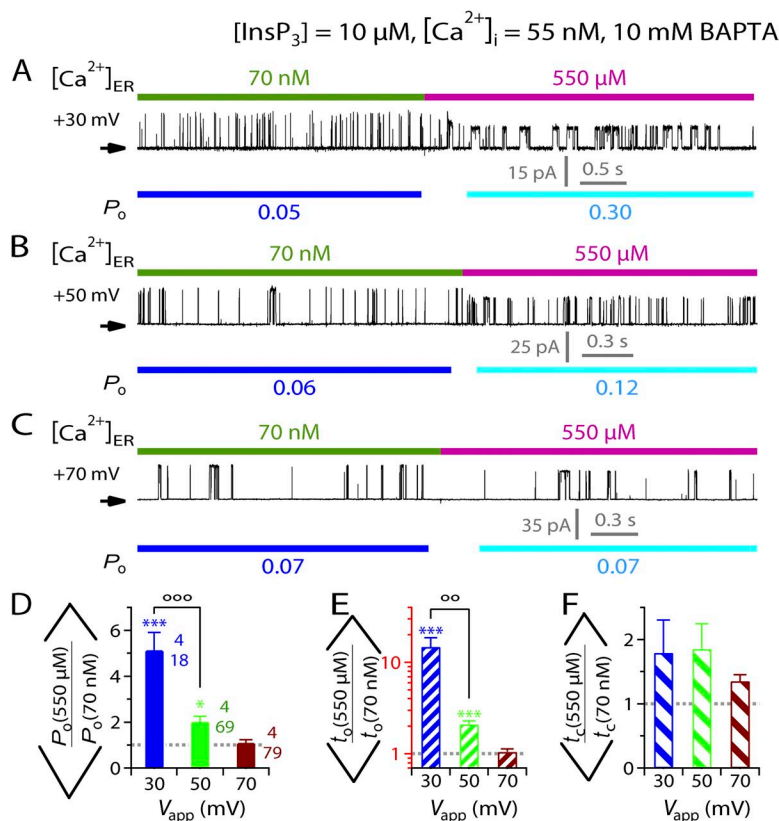 [InsP₃] = 10 µM, [Ca²⁺]ᵢ = 55 nM, 10 mM BAPTA
A
[Ca²⁺]ER 70 nM 550 µM
+30 mV
15 pA 0.5 s
Po 0.05 0.30
B
[Ca²⁺]ER 70 nM 550 µM
+50 mV
25 pA 0.3 s
Po 0.06 0.12
C
[Ca²⁺]ER 70 nM 550 µM
+70 mV
35 pA 0.3 s
Po 0.07 0.07
D
Po(550 µM)
Po(70 nM)
6
4
2
0
°°°
***
4
18
*
4
69
4
79
30 50 70
Vapp (mV)
E
to(550 µM)
to(70 nM)
10
1
°°
***
***
30 50 70
Vapp (mV)
F
tc(550 µM)
tc(70 nM)
2
1
0
30 50 70
Vapp (mV)